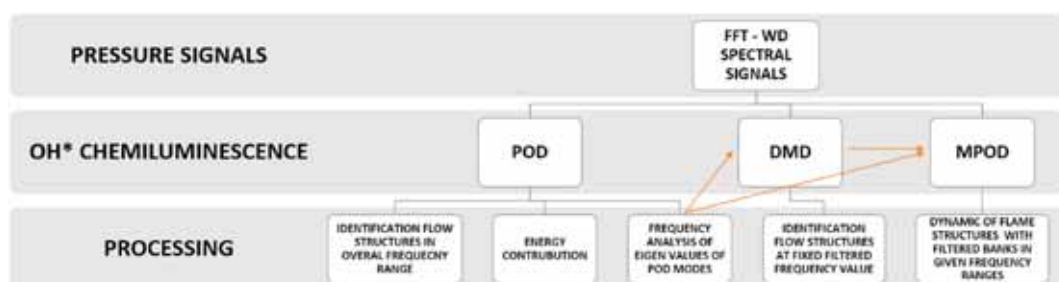 PRESSURE SIGNALS
FFT - WD
SPECTRAL
SIGNALS
OH* CHEMILUMINESCENCE
POD
DMD
MPOD
PROCESSING
IDENTIFICATION FLOW
STRUCTURES IN
OVERAL FREQUECNY
RANGE
ENERGY
CONTRUBUTION
FREQUENCY
ANALYSIS OF
EIGEN VALUES OF
POD MODES
IDENTIFICATION
FLOW STRUCTURES
AT FIXED FILTERED
FREQUENCY VALUE
DYNAMIC OF FLAME
STRUCTURES WITH
FILTERED BANKS IN
GIVEN FREQUENCY
RANGES